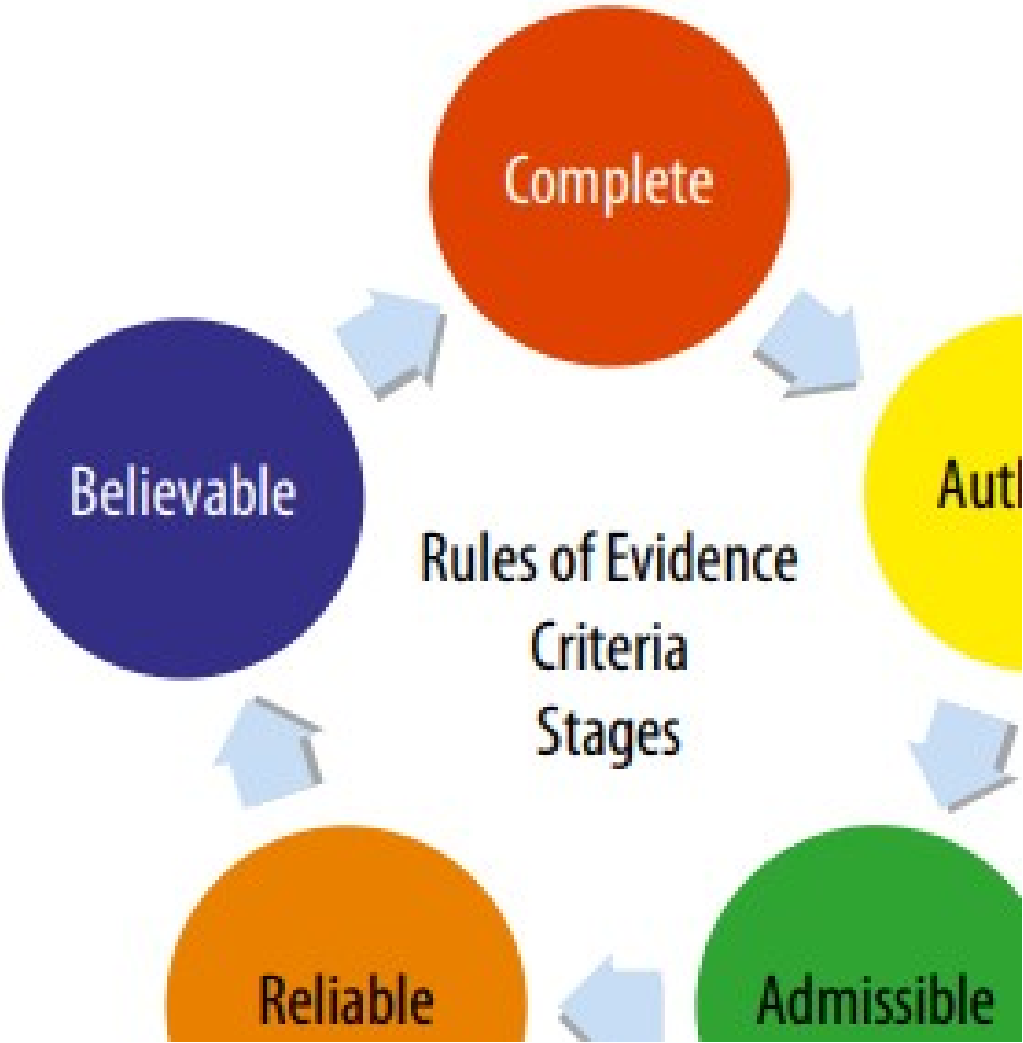 Complete
Believable
Rules of Evidence
Criteria
Stages
Reliable
Admissible